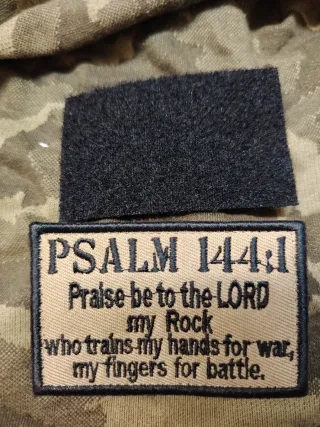 PSALM 144:1
Praise be to the LORD
my Rock
who trains my hands for war,
my fingers for battle.